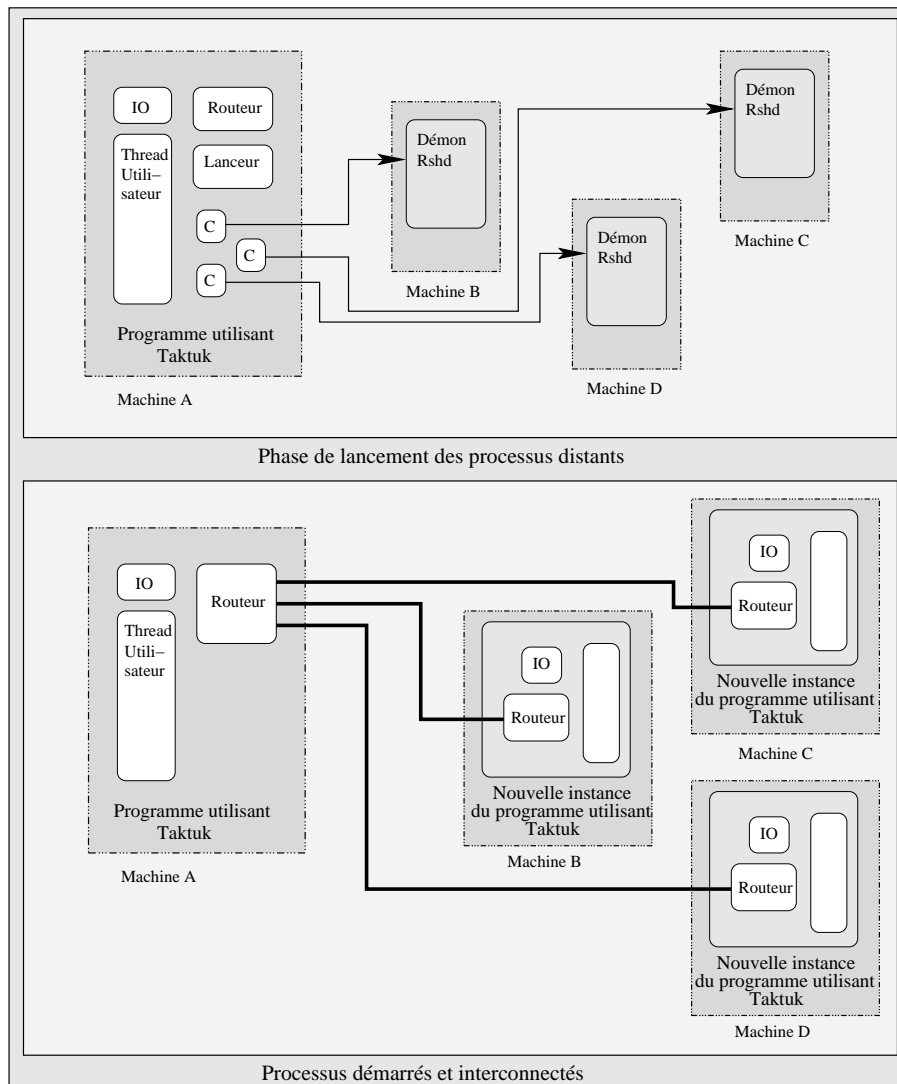 IO
Routeur
Thread
Utili–
sateur
Lanceur
C
C
C
Programme utilisant
Taktuk
Machine A
Démon
Rshd
Machine B
Démon
Rshd
Machine C
Démon
Rshd
Machine D
Phase de lancement des processus distants
IO
Routeur
Thread
Utili–
sateur
Programme utilisant
Taktuk
Machine A
IO
Routeur
Nouvelle instance
du programme utilisant
Taktuk
Machine B
IO
Routeur
Nouvelle instance
du programme utilisant
Taktuk
Machine C
IO
Routeur
Nouvelle instance
du programme utilisant
Taktuk
Machine D
Processus démarrés et interconnectés